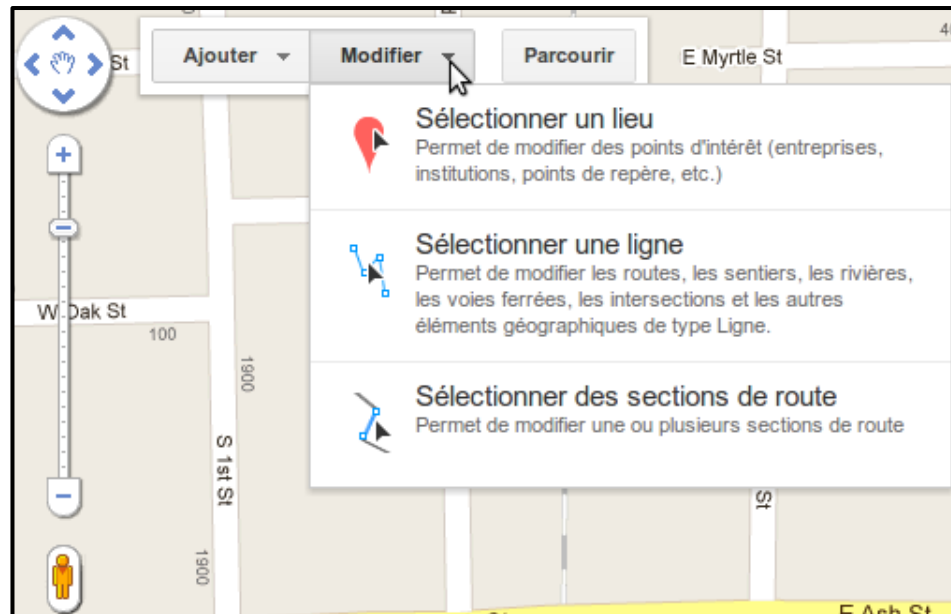 Ajouter
Modifier
Parcourir
St
E Myrtle St
Sélectionner un lieu
Permet de modifier des points d'intérêt (entreprises,
institutions, points de repère, etc.)
Sélectionner une ligne
Permet de modifier les routes, les sentiers, les rivières,
les voies ferrées, les intersections et les autres
éléments géographiques de type Ligne.
Sélectionner des sections de route
Permet de modifier une ou plusieurs sections de route
W Oak St
100
1900
S 1st St
St
1900
E Ash St